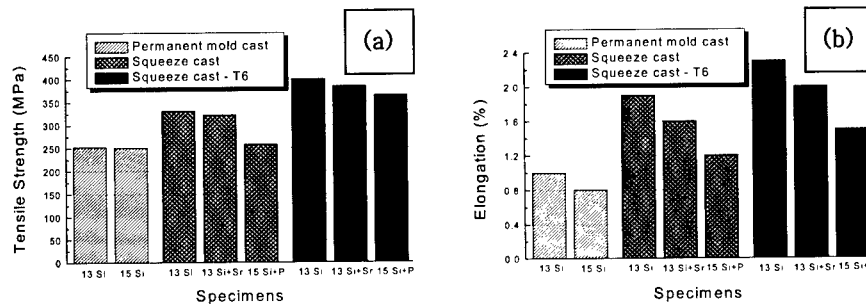 (a)
Permanent mold cast
Squeeze cast
Squeeze cast - T6
Tensile Strength (MPa)
450
400
350
300
250
200
150
100
50
0
13 Si 15 Si 13 Si 13 Si+Sr 15 Si+P 13 Si 13 Si+Sr 15 Si+P
Specimens
(b)
Permanent mold cast
Squeeze cast
Squeeze cast - T6
Elongation (%)
2.4
2.0
1.6
1.2
0.8
0.4
0.0
13 Si 15 Si 13 Si 13 Si+Sr 15 Si+P 13 Si 13 Si+Sr 15 Si+
Specimens